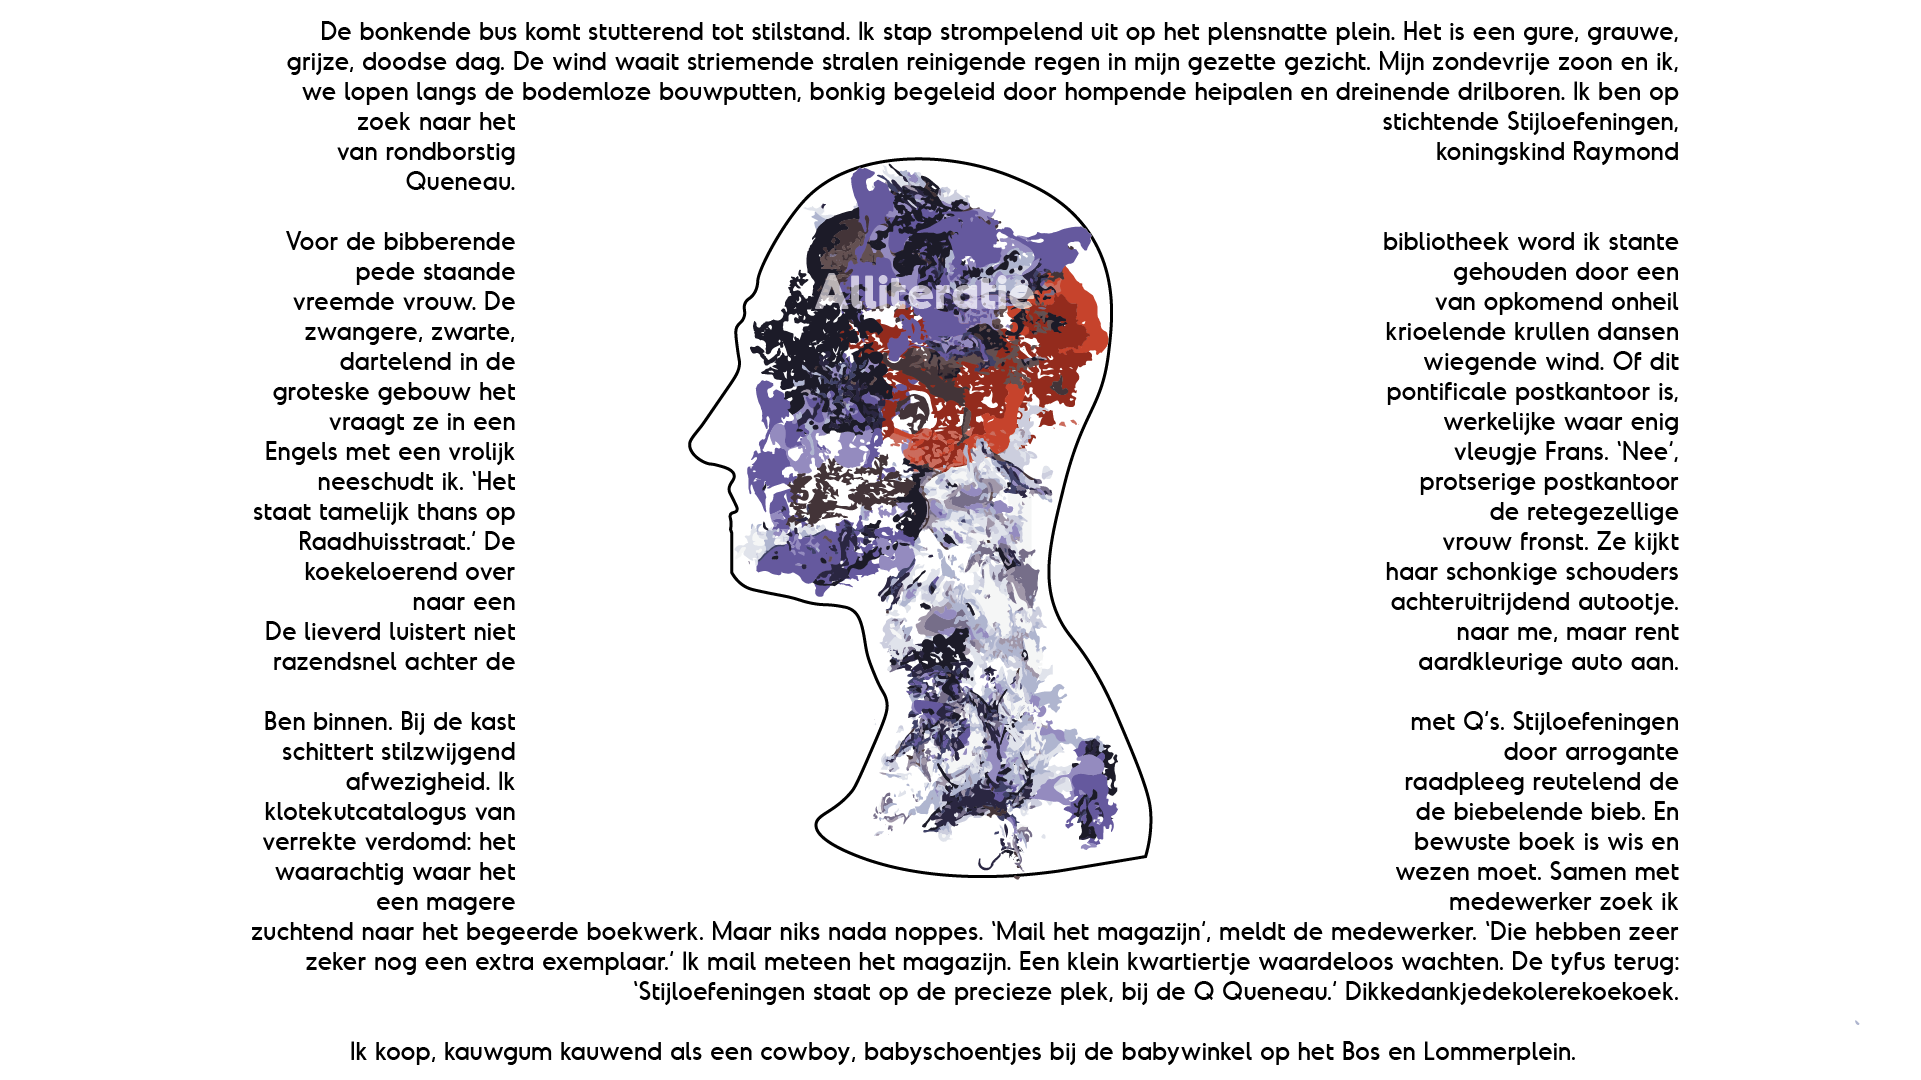 De bonkende bus komt stutterend tot stilstand. Ik stap strompelend uit op het plensnatte plein. Het is een gure, grauwe,
grijze, doodse dag. De wind waait striemende stralen reinigende regen in mijn gezette gezicht. Mijn zondevrije zoon en ik,
we lopen langs de bodemloze bouwputten, bonkig begeleid door hompende heipalen en dreinende drilboren. Ik ben op
zoek naar het stichtende Stijloefeningen,
van rondborstig koningskind Raymond
Queneau.
Voor de bibberende bibliotheek word ik stante
pede staande gehouden door een
vreemde vrouw. De van opkomend onheil
zwangere, zwarte, krioelende krullen dansen
dartelend in de wiegende wind. Of dit
groteske gebouw het pontificale postkantoor is,
vraagt ze in een werkelijke waar enig
Engels met een vrolijk vleugje Frans. ‘Nee’,
neeschudt ik. ‘Het protserige postkantoor
staat tamelijk thans op de retegezellige
Raadhuisstraat.’ De vrouw fronst. Ze kijkt
koekeloerend over haar schonkige schouders
naar een achteruitrijdend autootje.
De lieverd luistert niet naar me, maar rent
razendsnel achter de aardkleurige auto aan.
Ben binnen. Bij de kast met Q’s. Stijloefeningen
schittert stilzwijgend door arrogante
afwezigheid. Ik raadpleeg reutelend de
klotekutcatalogus van de biebelende bieb. En
verrekte verdomd: het bewuste boek is wis en
waarachtig waar het wezen moet. Samen met
een magere medewerker zoek ik
zuchtend naar het begeerde boekwerk. Maar niks nada noppes. ‘Mail het magazijn’, meldt de medewerker. ‘Die hebben zeer
zeker nog een extra exemplaar.’ Ik mail meteen het magazijn. Een klein kwartiertje waardeloos wachten. De tyfus terug:
‘Stijloefeningen staat op de precieze plek, bij de Q Queneau.’ Dikkedankjedekolerekoekoek.
Ik koop, kauwgum kauwend als een cowboy, babyschoentjes bij de babywinkel op het Bos en Lommerplein.
Alliteratie